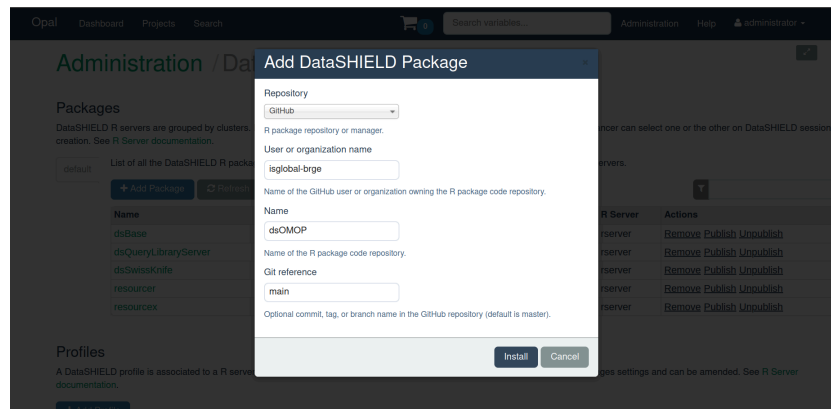 Opal Dashboard Projects Search 0 Search variables... Administration Help administrator
Administration / Da
Add DataSHIELD Package
Repository
GitHub
R package repository or manager.
User or organization name
isglobal-brge
Name of the GitHub user or organization owning the R package code repository.
Name
dsOMOP
Name of the R package code repository.
Git reference
main
Optional commit, tag, or branch name in the GitHub repository (default is master).
Install Cancel
Packages
DataSHIELD R servers are grouped by clusters. ncer can select one or the other on DataSHIELD session
creation. See R Server documentation.
default List of all the DataSHIELD R packa ervers.
+ Add Package Refresh
Name R Server Actions
dsBase rserver Remove Publish Unpublish
dsQueryLibraryServer rserver Remove Publish Unpublish
dsSwissKnife rserver Remove Publish Unpublish
resourcer rserver Remove Publish Unpublish
resourcex rserver Remove Publish Unpublish
Profiles
A DataSHIELD profile is associated to a R serve ges settings and can be amended. See R Server
documentation.